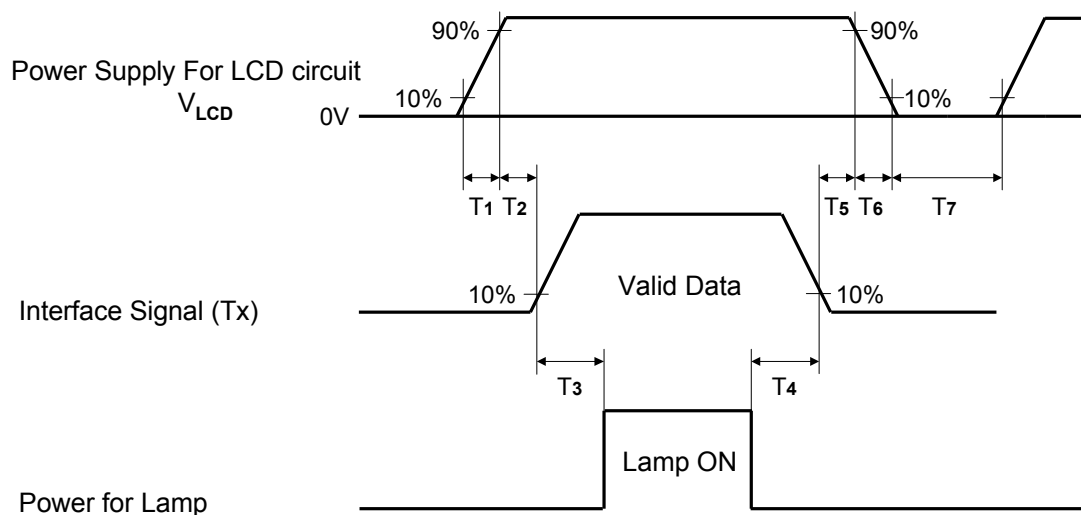 90%
90%
Power Supply For LCD circuit
10%
10%
VLCD
0V
T1 T2
T5 T6
T7
Valid Data
10%
10%
Interface Signal (Tx)
T3
T4
Lamp ON
Power for Lamp